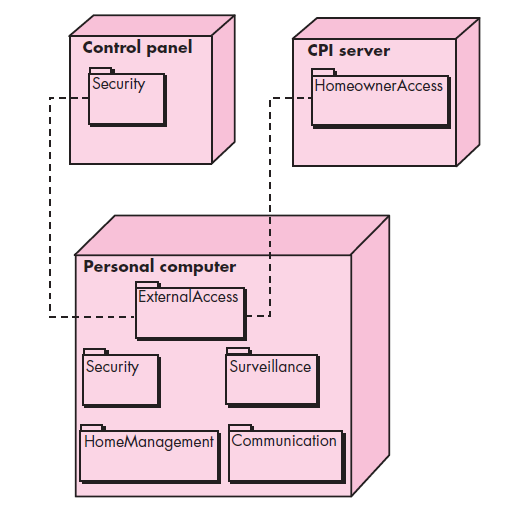 Control panel
Security
CPI server
HomeownerAccess
Personal computer
ExternalAccess
Security
Surveillance
HomeManagement
Communication